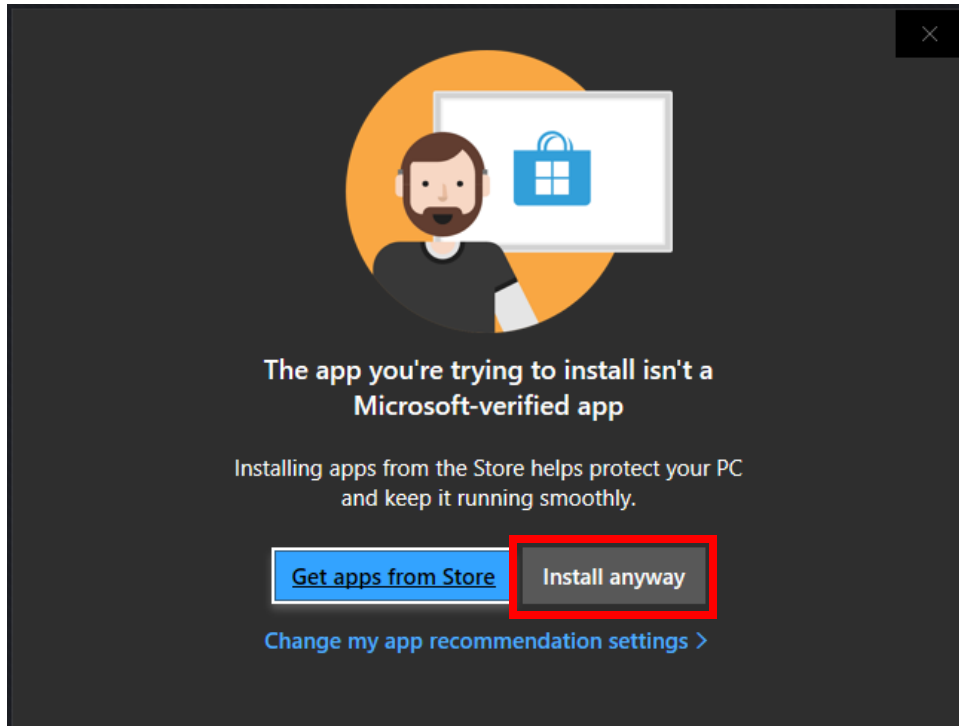 The app you're trying to install isn't a
Microsoft-verified app
Installing apps from the Store helps protect your PC
and keep it running smoothly.
Get apps from Store
Install anyway
Change my app recommendation settings >